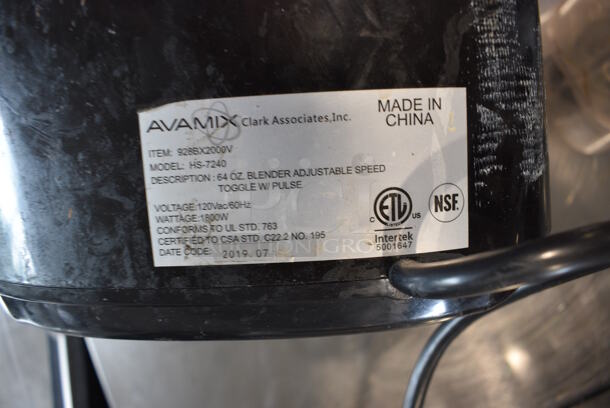 AVAMIX Clark Associates, Inc.
MADE IN
CHINA
ITEM: 928BX2000V
MODEL: HS-7240
DESCRIPTION: 64 OZ. BLENDER ADJUSTABLE SPEED
TOGGLE W/ PULSE
VOLTAGE: 120Vac/60Hz
WATTAGE: 1800W
CONFORMS TO UL STD. 763
CERTIFIED TO CSA STD. C22.2 NO. 195
DATE CODE: 2019.07
C ETL US
Intertek
5001647
NSF